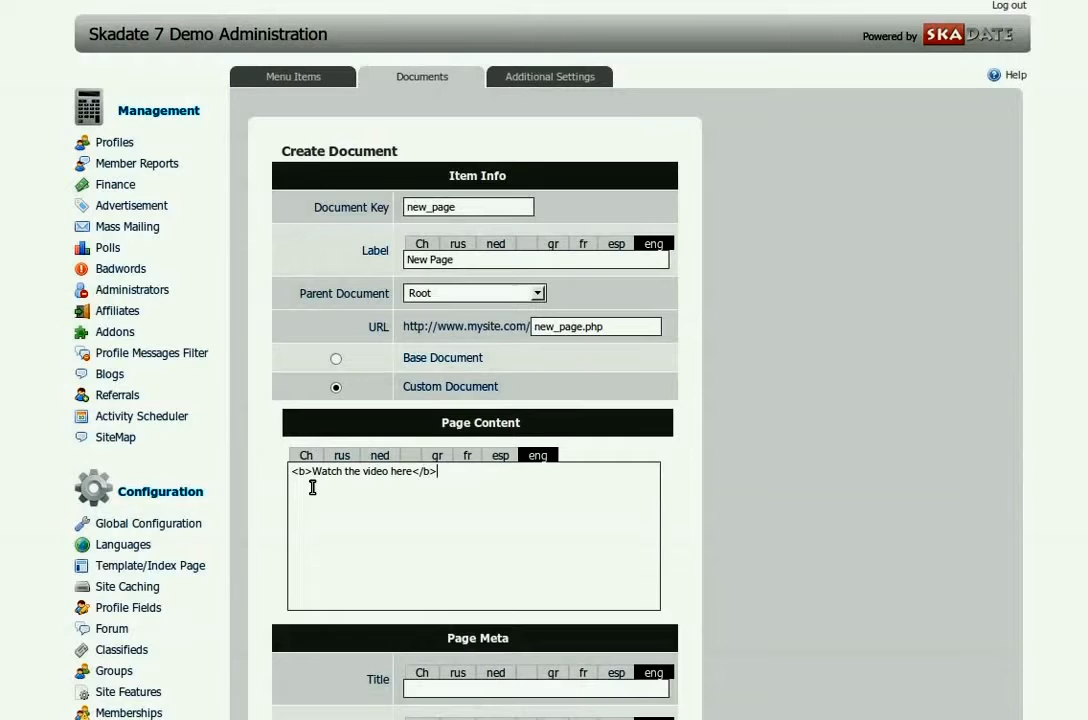 Log out
Skadate 7 Demo Administration
Powered by SKADATE
Menu Items
Documents
Additional Settings
Help
Management
Profiles
Member Reports
Finance
Advertisement
Mass Mailing
Polls
Badwords
Administrators
Affiliates
Addons
Profile Messages Filter
Blogs
Referrals
Activity Scheduler
SiteMap
Configuration
Global Configuration
Languages
Template/Index Page
Site Caching
Profile Fields
Forum
Classifieds
Groups
Site Features
Memberships
Create Document
Item Info
Document Key new_page
Label Ch rus ned gr fr esp eng
New Page
Parent Document Root
URL http://www.mysite.com/ new_page.php
Base Document
Custom Document
Page Content
Ch rus ned gr fr esp eng
<b>Watch the video here</b>
Page Meta
Title Ch rus ned gr fr esp eng